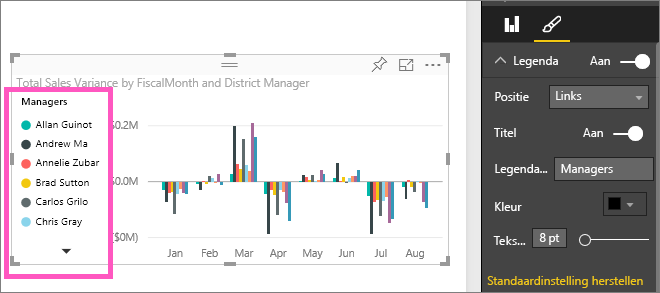 Total Sales Variance by FiscalMonth and District Manager
Managers
Allan Guinot
Andrew Ma
Annelie Zubar
Brad Sutton
Carlos Grilo
Chris Gray
$0.2M
$0.0M
($0M)
Jan Feb Mar Apr May Jun Jul Aug
Legenda Aan
Positie Links
Titel Aan
Legenda... Managers
Kleur
Teks... 8 pt
Standaardinstelling herstellen